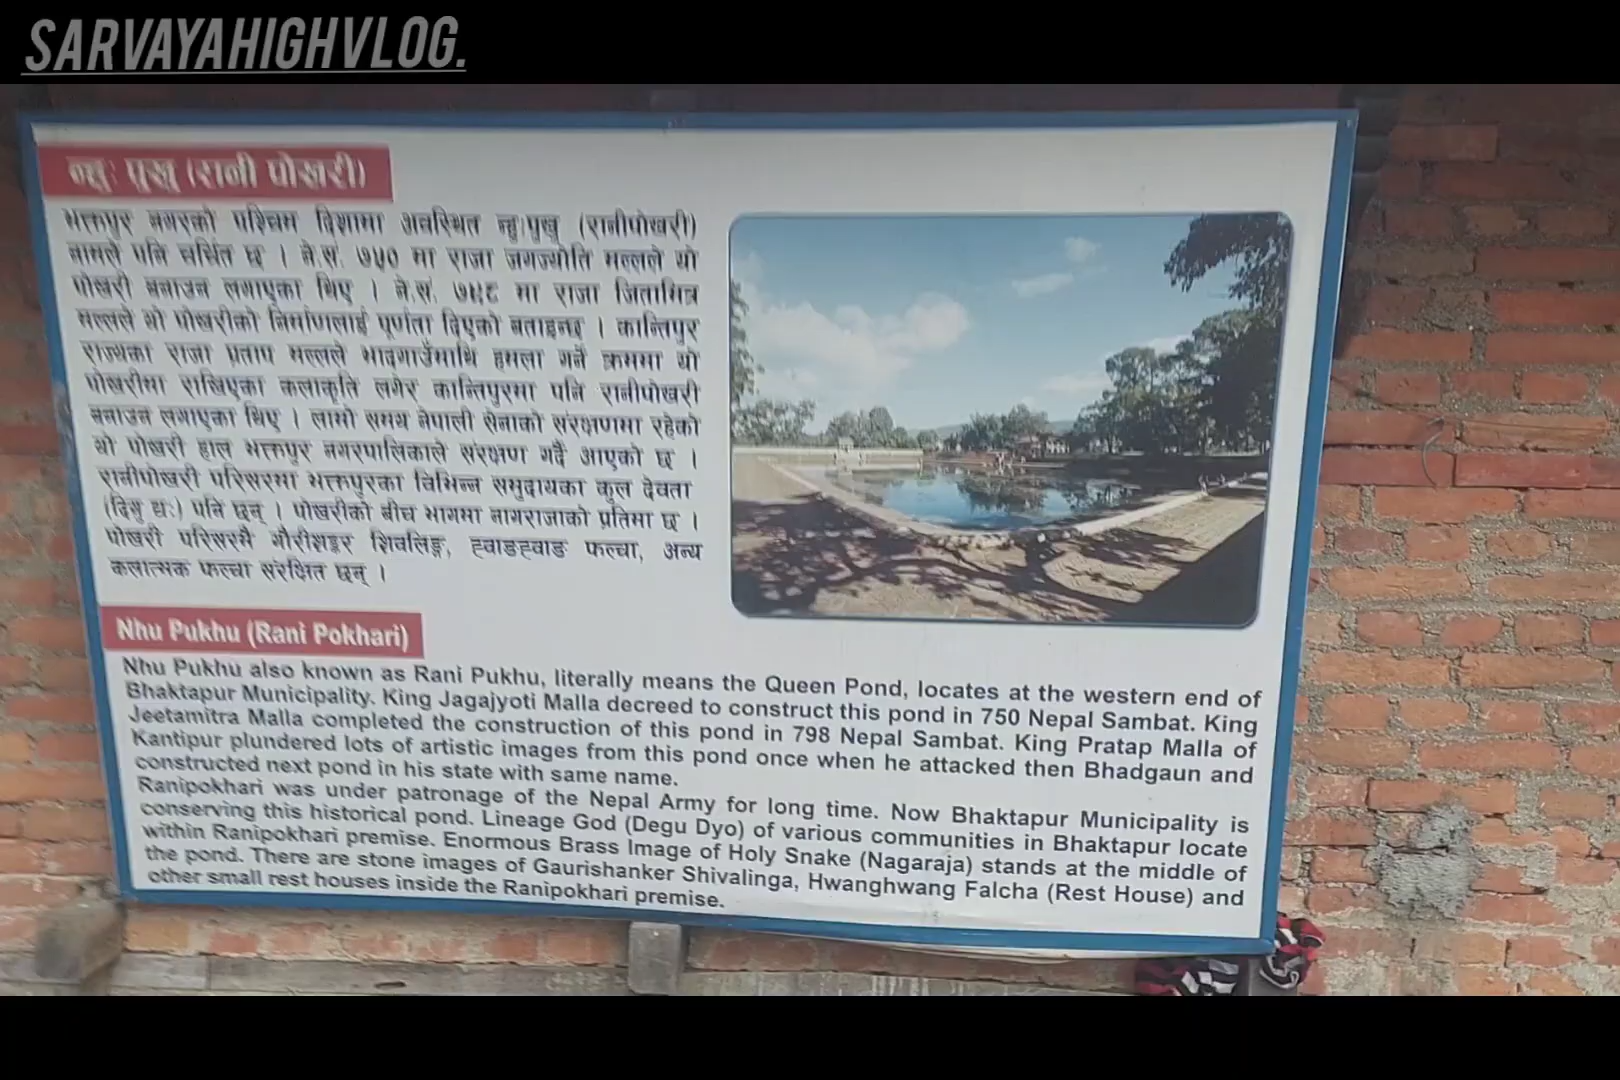 SARVAYAHIGHVLOG.
न्हुः पुखु (रानी पोखरी)
भक्तपुर नगरको पश्चिम दिशामा अवस्थित न्हुःपुखु (रानीपोखरी)
नामले पनि चर्चित छ । ने.सं. ७५० मा राजा जगज्योति मल्लले यो
पोखरी बनाउन लगाएका थिए । ने.सं. ७९८ मा राजा जितामित्र
मल्लले यो पोखरीको निर्माणलाई पूर्णता दिएको बताइन्छ । कान्तिपुर
राज्यका राजा प्रताप मल्लले भादगाउँमाथि हमला गर्ने क्रममा यो
पोखरीमा राखिएका कलाकृति लगेर कान्तिपुरमा पनि रानीपोखरी
बनाउन लगाएका थिए । लामो समय नेपाली सेनाको संरक्षणमा रहेको
यो पोखरी हाल भक्तपुर नगरपालिकाले संरक्षण गर्दै आएको छ ।
रानीपोखरी परिसरमा भक्तपुरका विभिन्न समुदायका कुल देवता
(दिगु द्यः) पनि छन् । पोखरीको बीच भागमा नागराजाको प्रतिमा छ ।
पोखरी परिसरमै गौरीशङ्कर शिवलिङ्ग, ह्वाङह्वाङ फल्चा, अन्य
कलात्मक फल्चा संरक्षित छन् ।
Nhu Pukhu (Rani Pokhari)
Nhu Pukhu also known as Rani Pukhu, literally means the Queen Pond, locates at the western end of
Bhaktapur Municipality. King Jagajyoti Malla decreed to construct this pond in 750 Nepal Sambat. King
Jeetamitra Malla completed the construction of this pond in 798 Nepal Sambat. King Pratap Malla of
Kantipur plundered lots of artistic images from this pond once when he attacked then Bhadgaun and
constructed next pond in his state with same name.
Ranipokhari was under patronage of the Nepal Army for long time. Now Bhaktapur Municipality is
conserving this historical pond. Lineage God (Degu Dyo) of various communities in Bhaktapur locate
within Ranipokhari premise. Enormous Brass Image of Holy Snake (Nagaraja) stands at the middle of
the pond. There are stone images of Gaurishanker Shivalinga, Hwanghwang Falcha (Rest House) and
other small rest houses inside the Ranipokhari premise.